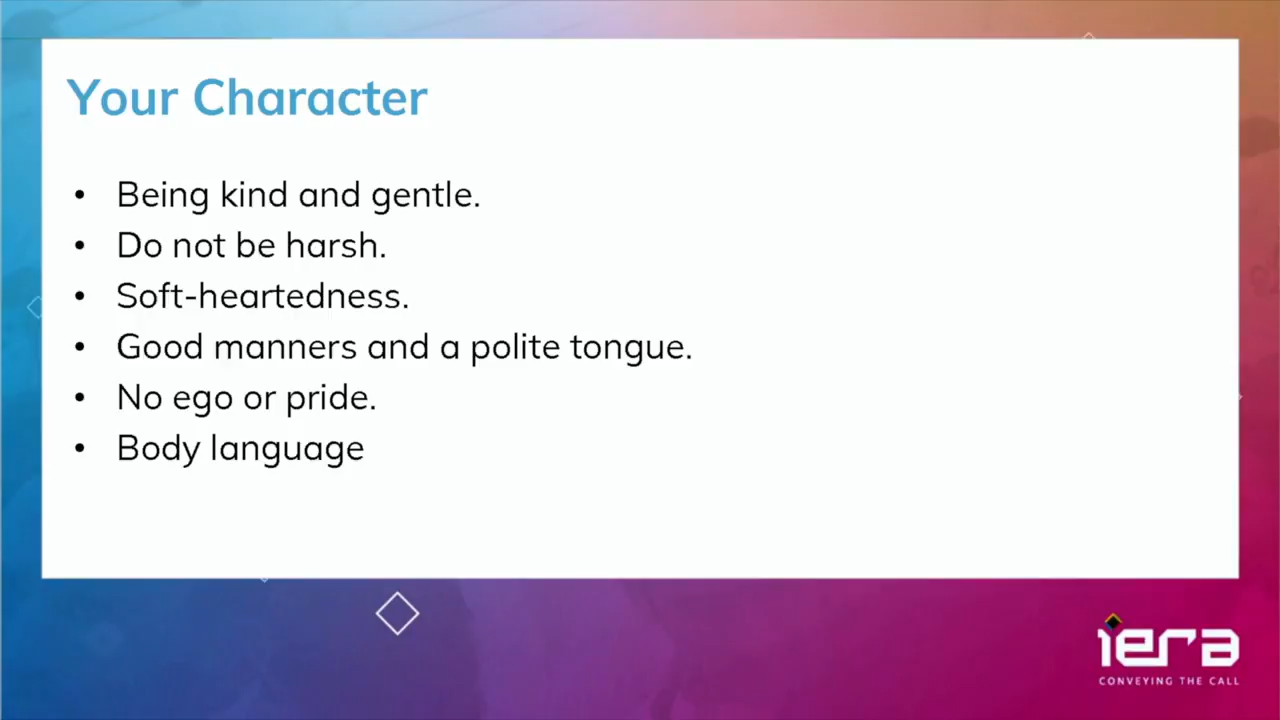 Your Character
• Being kind and gentle.
• Do not be harsh.
• Soft-heartedness.
• Good manners and a polite tongue.
• No ego or pride.
• Body language
iera
CONVEYING THE CALL